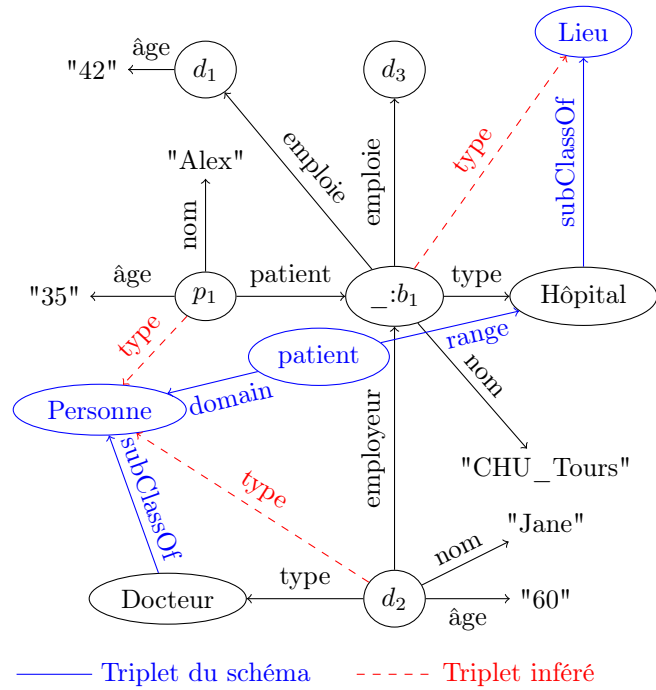 Lieu
âge
"42"
d1
d3
emploie
emploie
type
subClassOf
"Alex"
nom
âge
patient
type
"35"
p1
_:b1
Hôpital
type
patient
range
domain
nom
Personne
subClassOf
type
employeur
"CHU_Tours"
"Jane"
nom
type
Docteur
d2
"60"
âge
Triplet du schéma
Triplet inféré